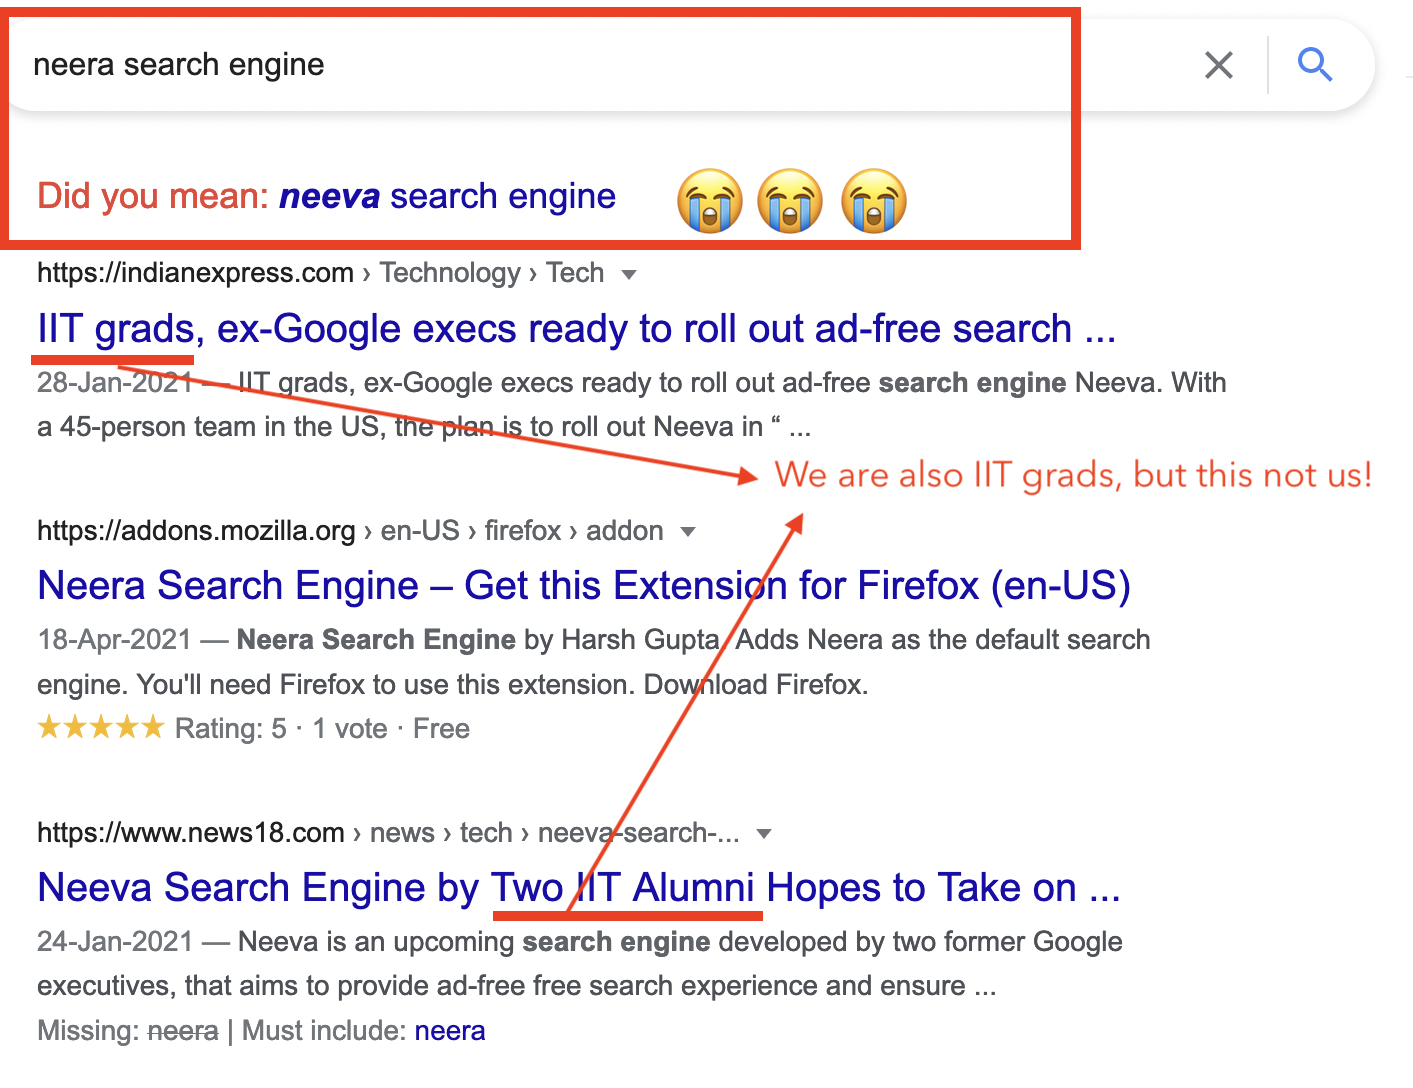 neera search engine
Did you mean: neeva search engine
https://indianexpress.com › Technology › Tech
IIT grads, ex-Google execs ready to roll out ad-free search ...
28-Jan-2021 — IIT grads, ex-Google execs ready to roll out ad-free search engine Neeva. With
a 45-person team in the US, the plan is to roll out Neeva in “ ...
We are also IIT grads, but this not us!
https://addons.mozilla.org › en-US › firefox › addon
Neera Search Engine – Get this Extension for Firefox (en-US)
18-Apr-2021 — Neera Search Engine by Harsh Gupta. Adds Neera as the default search
engine. You'll need Firefox to use this extension. Download Firefox.
Rating: 5 · 1 vote · Free
https://www.news18.com › news › tech › neeva-search-...
Neeva Search Engine by Two IIT Alumni Hopes to Take on ...
24-Jan-2021 — Neeva is an upcoming search engine developed by two former Google
executives, that aims to provide ad-free free search experience and ensure ...
Missing: neera | Must include: neera